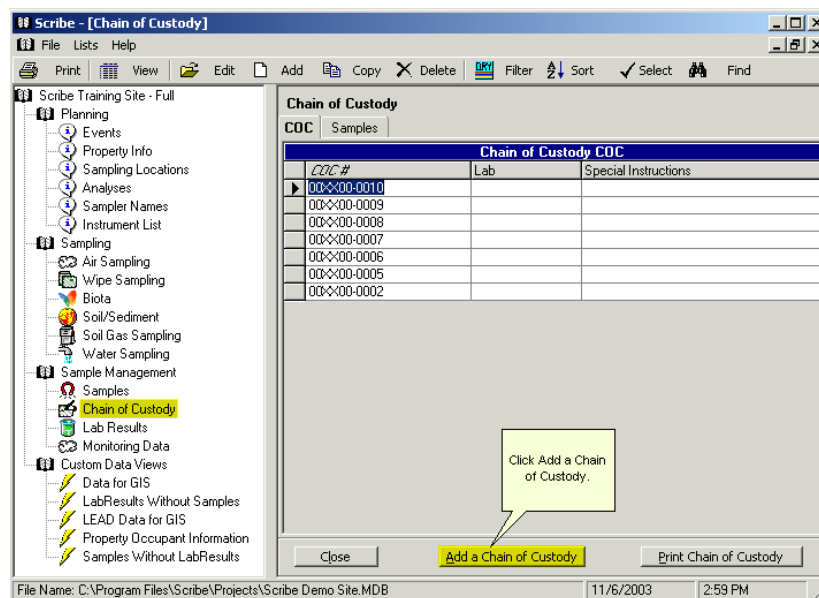 Scribe - [Chain of Custody]
File Lists Help
Print View Edit Add Copy Delete Filter Sort Select Find
Scribe Training Site - Full
Planning
Events
Property Info
Sampling Locations
Analyses
Sampler Names
Instrument List
Sampling
Air Sampling
Wipe Sampling
Biota
Soil/Sediment
Soil Gas Sampling
Water Sampling
Sample Management
Samples
Chain of Custody
Lab Results
Monitoring Data
Custom Data Views
Data for GIS
LabResults Without Samples
LEAD Data for GIS
Property Occupant Information
Samples Without LabResults
Chain of Custody
COC Samples
Chain of Custody COC
COC # Lab Special Instructions
00XX00-0010
00XX00-0009
00XX00-0008
00XX00-0007
00XX00-0006
00XX00-0005
00XX00-0002
Click Add a Chain
of Custody.
Close Add a Chain of Custody Print Chain of Custody
File Name: C:\Program Files\Scribe\Projects\Scribe Demo Site.MDB 11/6/2003 2:59 PM